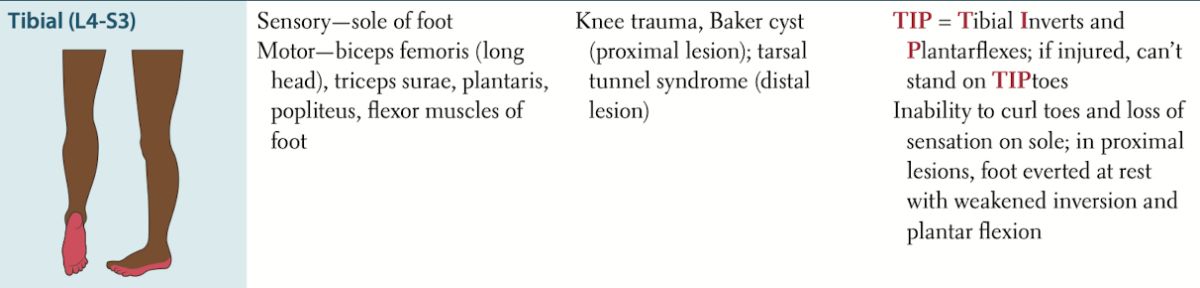 Tibial (L4-S3)
Sensory—sole of foot
Motor—biceps femoris (long
head), triceps surae, plantaris,
popliteus, flexor muscles of
foot
Knee trauma, Baker cyst
(proximal lesion); tarsal
tunnel syndrome (distal
lesion)
TIP = Tibial Inverts and
Plantarflexes; if injured, can’t
stand on TIPtoes
Inability to curl toes and loss of
sensation on sole; in proximal
lesions, foot everted at rest
with weakened inversion and
plantar flexion